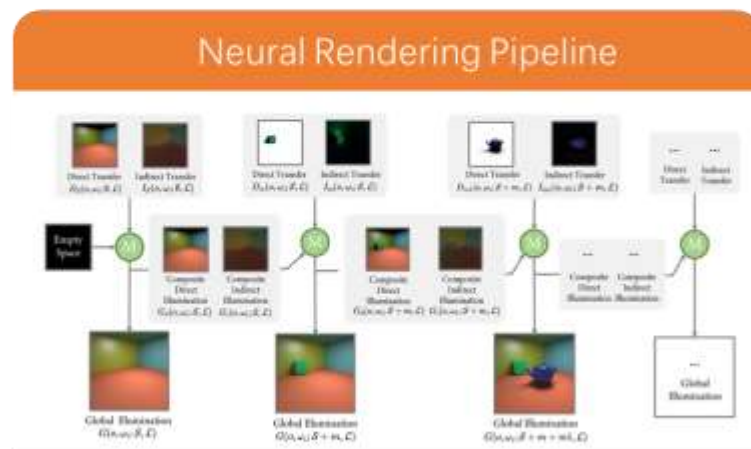 Neural Rendering Pipeline
Direct Transfer
Indirect Transfer
Direct Transfer
Indirect Transfer
Direct Transfer
Indirect Transfer
...
...
Direct
Transfer
Indirect
Transfer
Empty
Space
M
M
M
M
Composite
Direct
Illumination
Composite
Indirect
Illumination
Composite
Direct
Illumination
Composite
Indirect
Illumination
...
...
Composite
Direct
Illumination
Composite
Indirect
Illumination
Global Illumination
Global Illumination
Global Illumination
...
Global
Illumination